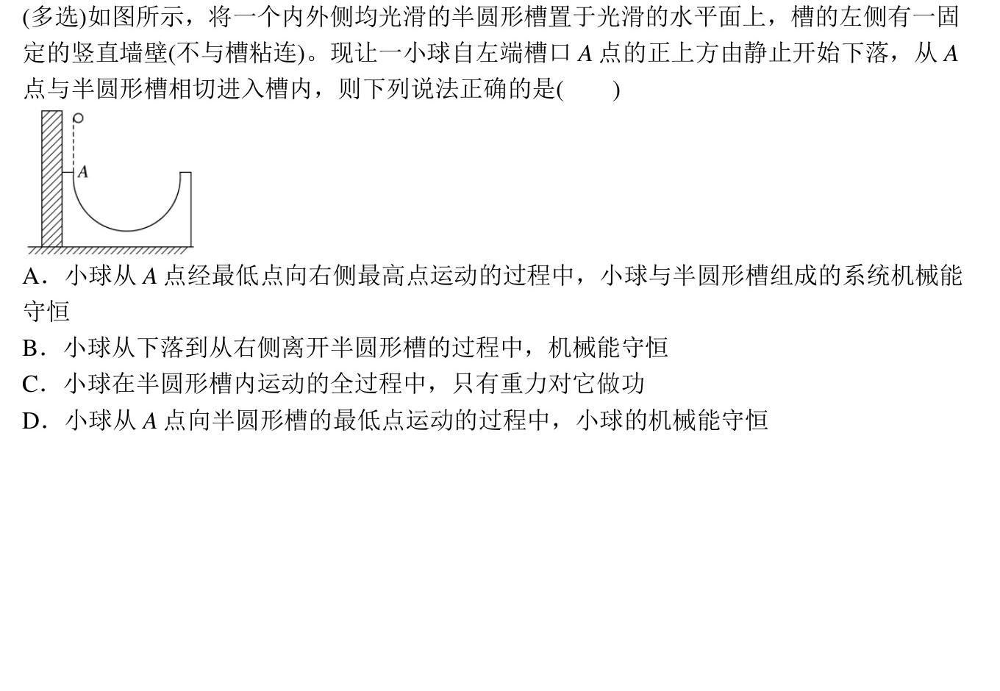 (多选)如图所示，将一个内外侧均光滑的半圆形槽置于光滑的水平面上，槽的左侧有一固
定的竖直墙壁(不与槽粘连)。现让一小球自左端槽口 A 点的正上方由静止开始下落，从 A
点与半圆形槽相切进入槽内，则下列说法正确的是(　　)
A
A．小球从 A 点经最低点向右侧最高点运动的过程中，小球与半圆形槽组成的系统机械能
守恒
B．小球从下落到从右侧离开半圆形槽的过程中，机械能守恒
C．小球在半圆形槽内运动的全过程中，只有重力对它做功
D．小球从 A 点向半圆形槽的最低点运动的过程中，小球的机械能守恒